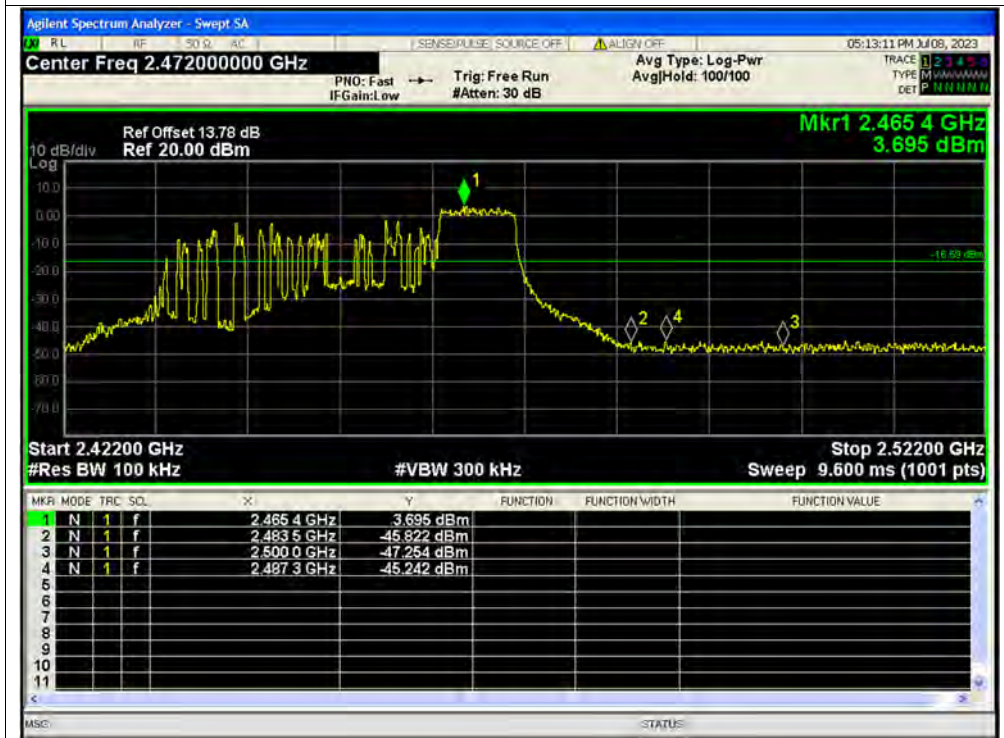 Agilent Spectrum Analyzer - Swept SA
RL RF 50 Ω AC SENSE:PULSE SOURCE OFF ALIGN OFF 05:13:11 PM Jul 08, 2023
Center Freq 2.472000000 GHz
PNO: Fast
IFGain:Low
Trig: Free Run
#Atten: 30 dB
Avg Type: Log-Pwr
Avg|Hold: 100/100
TRACE 1 2 3 4 5 6
TYPE M WWWWW
DET P N N N N N
Mkr1 2.465 4 GHz
3.695 dBm
Ref Offset 13.78 dB
10 dB/div Ref 20.00 dBm
Log
10.0
0.00
-10.0
-20.0
-30.0
-40.0
-50.0
-60.0
-70.0
1
-16.69 dBm
2
4
3
Start 2.42200 GHz Stop 2.52200 GHz
#Res BW 100 kHz #VBW 300 kHz Sweep 9.600 ms (1001 pts)
MKR MODE TRC SCL X Y FUNCTION FUNCTION WIDTH FUNCTION VALUE
1 N 1 f 2.465 4 GHz 3.695 dBm
2 N 1 f 2.483 5 GHz -45.822 dBm
3 N 1 f 2.500 0 GHz -47.254 dBm
4 N 1 f 2.487 3 GHz -45.242 dBm
5
6
7
8
9
10
11
MSG STATUS